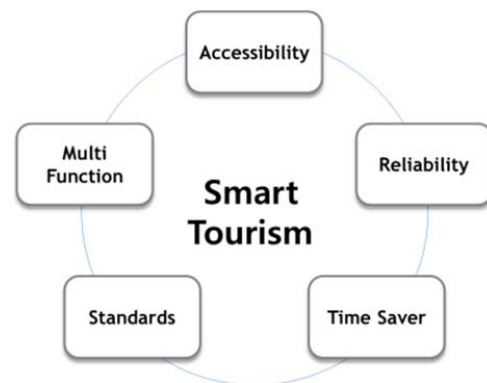 Accessibility
Multi
Function
Reliability
Smart
Tourism
Standards
Time Saver